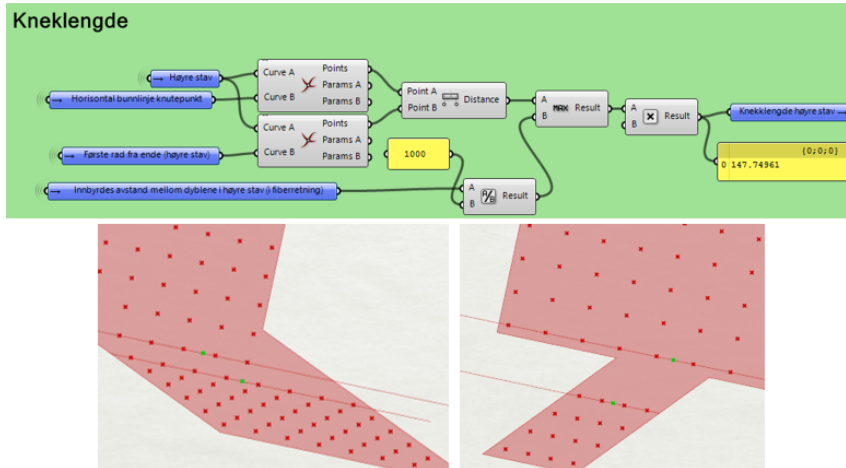 Kneklengde
Høyre stav
Horisontal bunnlinje knutepunkt
Første rad fra ende (høyre stav)
Innbyrdes avstand mellom dyblene i høyre stav (i fiberretning)
Curve A
Curve B
Points
Params A
Params B
Curve A
Curve B
Points
Params A
Params B
1000
Point A
Point B
Distance
A
B
A/B
Result
A
B
MAX
Result
A
B
Result
Knekklengde høyre stav
{0;0;0}
0 147.74961